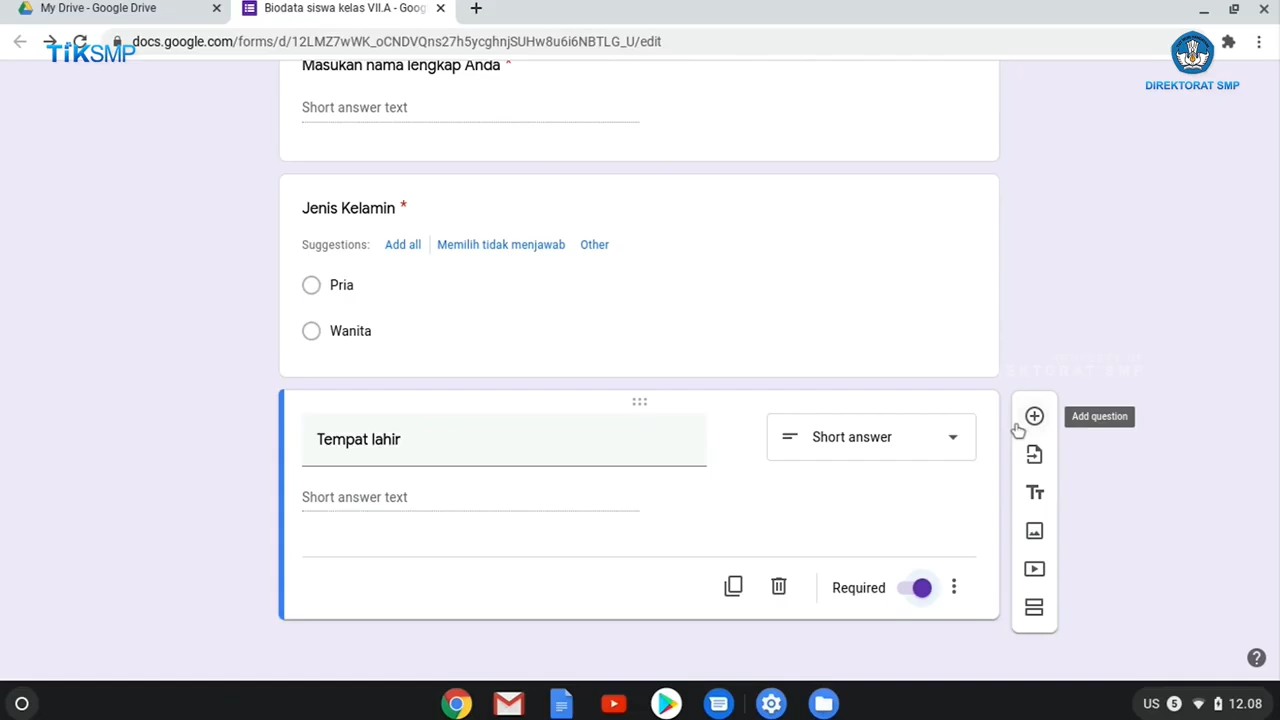 My Drive - Google Drive
Biodata siswa kelas VII.A - Goog
docs.google.com/forms/d/12LMZ7wWK_oCNDVQns27h5ycghnjSUHw8u6i6NBTLG_U/edit
TIKSMP
DIREKTORAT SMP
Masukan nama lengkap Anda *
Short answer text
Jenis Kelamin *
Suggestions: Add all Memilih tidak menjawab Other
Pria
Wanita
Tempat lahir
Short answer
Add question
Short answer text
Required
US 5 12.08